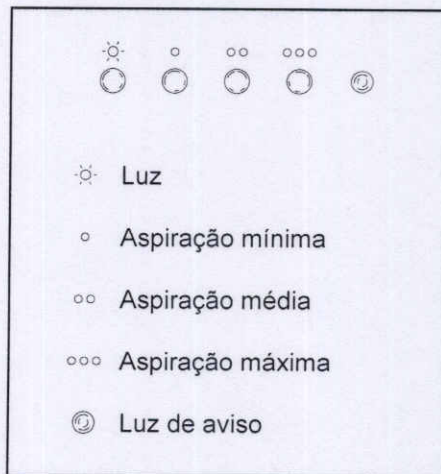 Luz
Aspiração mínima
Aspiração média
Aspiração máxima
Luz de aviso